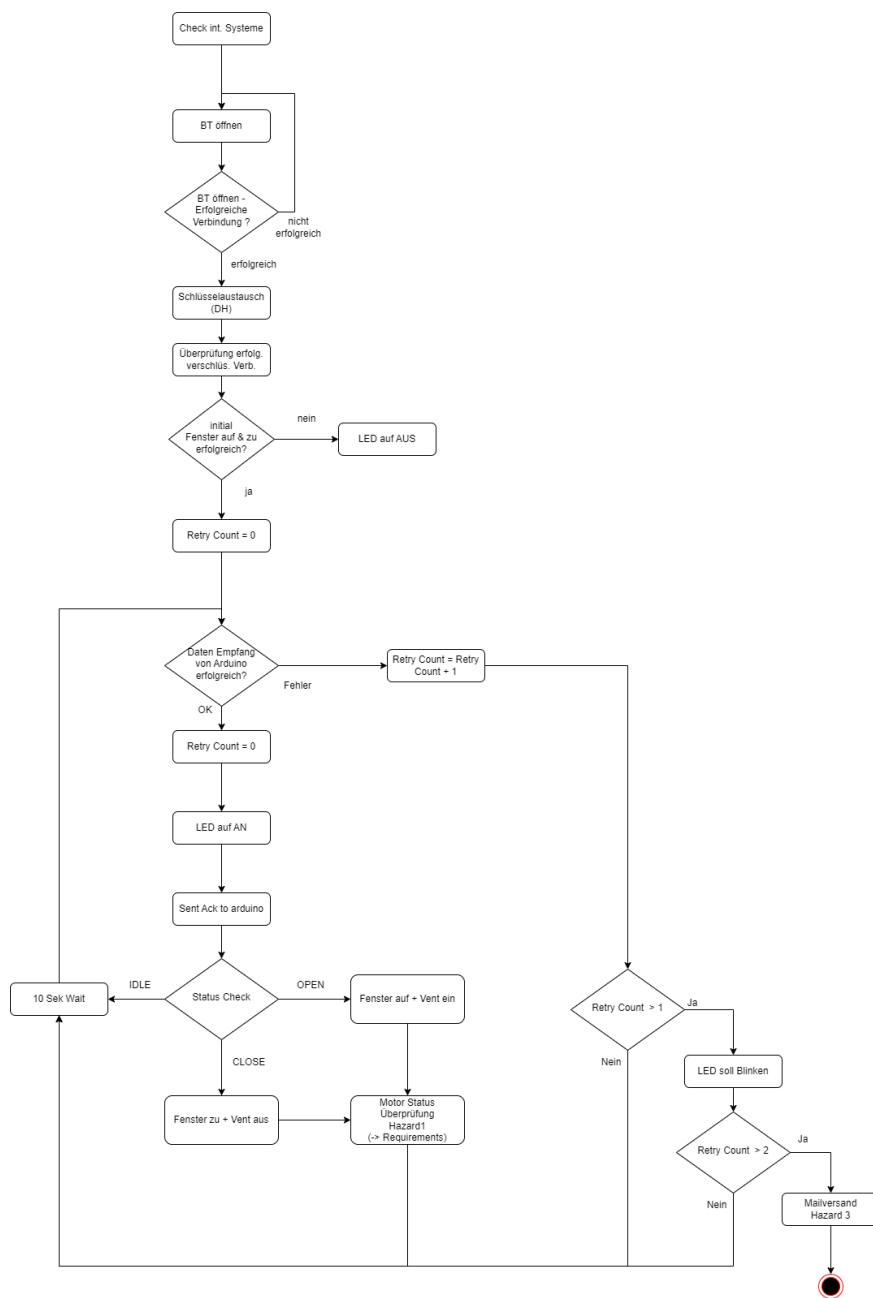 Check int. Systeme
BT öffnen
BT öffnen -
Erfolgreiche
Verbindung ?
nicht
erfolgreich
erfolgreich
Schlüsselaustausch
(DH)
Überprüfung erfolg.
verschlüs. Verb.
initial
Fenster auf & zu
erfolgreich?
nein
LED auf AUS
ja
Retry Count = 0
Daten Empfang
von Arduino
erfolgreich?
Fehler
Retry Count = Retry
Count + 1
OK
Retry Count = 0
LED auf AN
Sent Ack to arduino
Status Check
IDLE
10 Sek Wait
OPEN
Fenster auf + Vent ein
CLOSE
Fenster zu + Vent aus
Motor Status
Überprüfung
Hazard1
(-> Requirements)
Retry Count > 1
Ja
Nein
LED soll Blinken
Retry Count > 2
Ja
Nein
Mailversand
Hazard 3